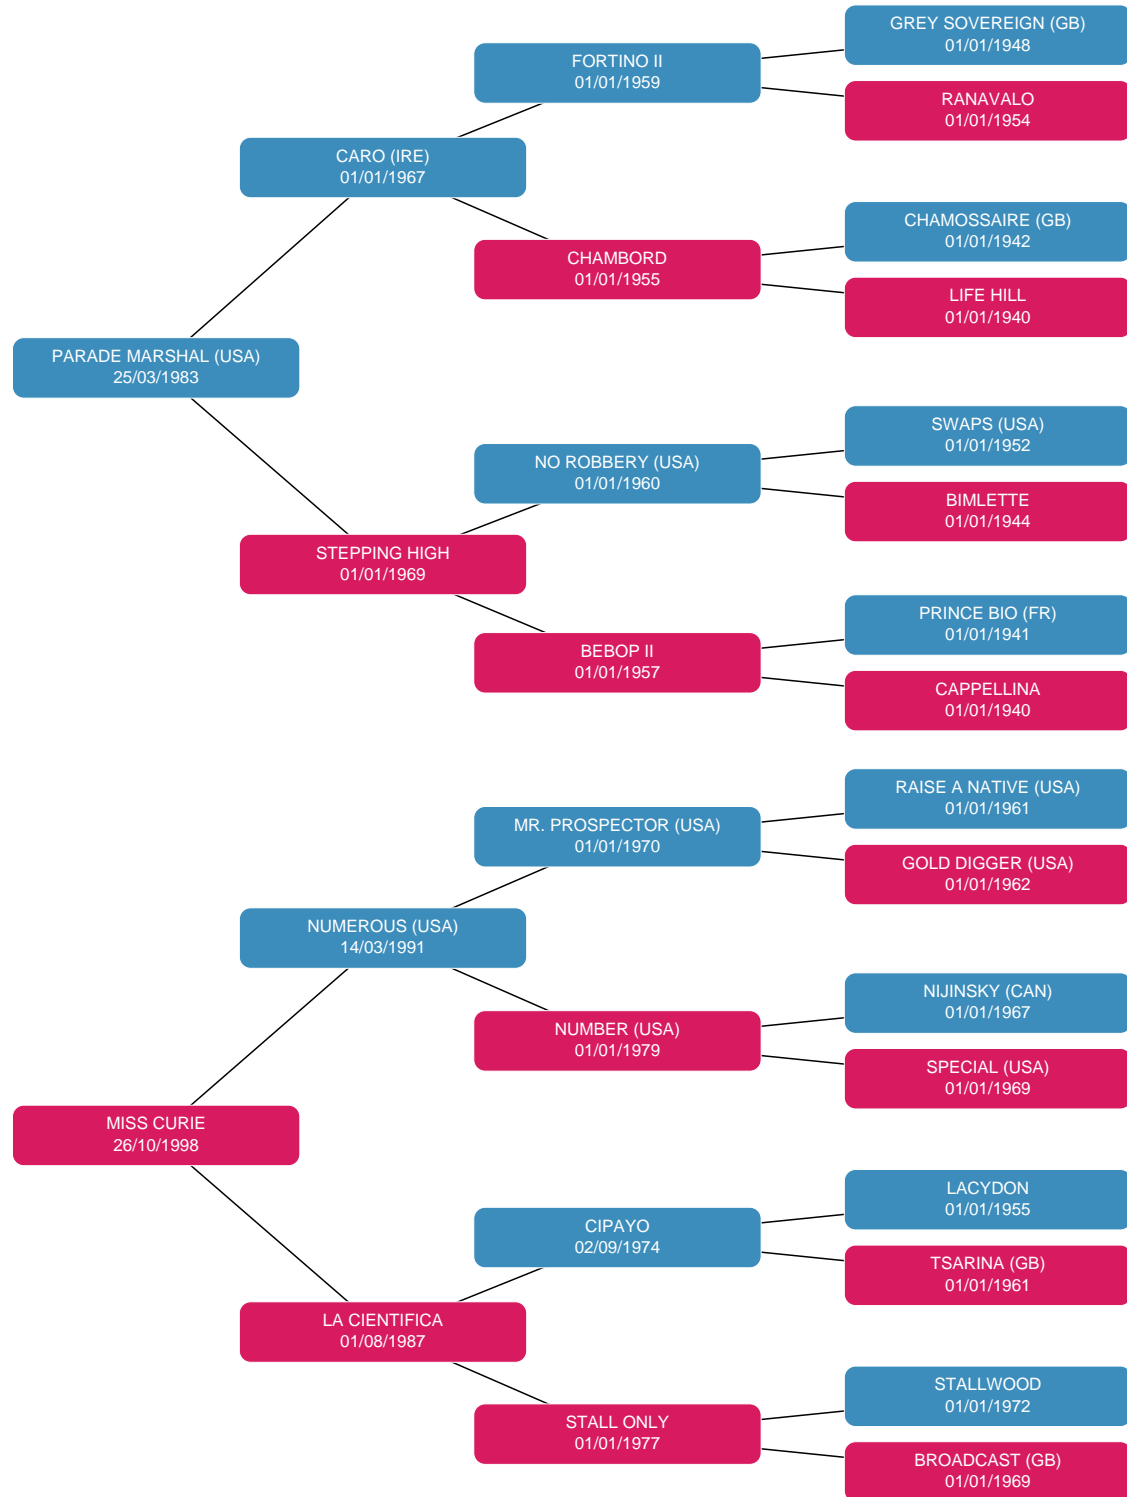 GREY SOVEREIGN (GB)
01/01/1948
FORTINO II
01/01/1959
RANAVALO
01/01/1954
CARO (IRE)
01/01/1967
CHAMOSSAIRE (GB)
01/01/1942
CHAMBORD
01/01/1955
LIFE HILL
01/01/1940
PARADE MARSHAL (USA)
25/03/1983
SWAPS (USA)
01/01/1952
NO ROBBERY (USA)
01/01/1960
BIMLETTE
01/01/1944
STEPPING HIGH
01/01/1969
PRINCE BIO (FR)
01/01/1941
BEBOP II
01/01/1957
CAPPELLINA
01/01/1940
RAISE A NATIVE (USA)
01/01/1961
MR. PROSPECTOR (USA)
01/01/1970
GOLD DIGGER (USA)
01/01/1962
NUMEROUS (USA)
14/03/1991
NIJINSKY (CAN)
01/01/1967
NUMBER (USA)
01/01/1979
SPECIAL (USA)
01/01/1969
MISS CURIE
26/10/1998
LACYDON
01/01/1955
CIPAYO
02/09/1974
TSARINA (GB)
01/01/1961
LA CIENTIFICA
01/08/1987
STALLWOOD
01/01/1972
STALL ONLY
01/01/1977
BROADCAST (GB)
01/01/1969